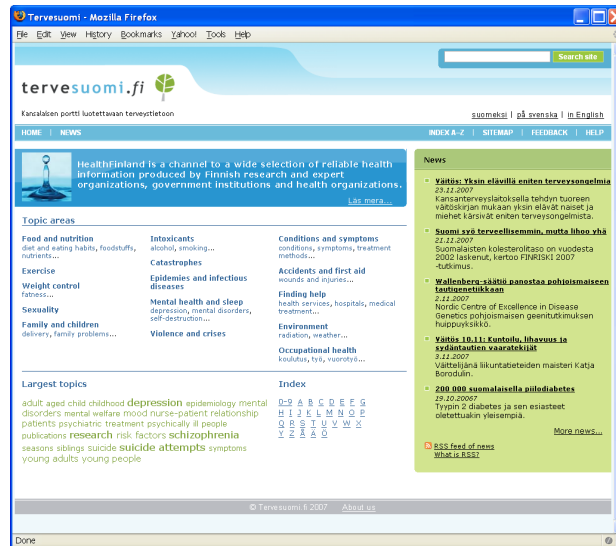 Tervesuomi - Mozilla Firefox
File Edit View History Bookmarks Yahoo! Tools Help
Search site
tervesuomi.fi
Kansalaisen portti luotettavaan terveystietoon
suomeksi | på svenska | in English
HOME | NEWS
INDEX A-Z | SITEMAP | FEEDBACK | HELP
HealthFinland is a channel to a wide selection of reliable health
information produced by Finnish research and expert
organizations, government institutions and health organizations.
Läs mera...
Topic areas
Food and nutrition
diet and eating habits, foodstuffs,
nutrients...
Exercise
Weight control
fatness...
Sexuality
Family and children
delivery, family problems...
Intoxicants
alcohol, smoking...
Catastrophes
Epidemies and infectious
diseases
Mental health and sleep
depression, mental disorders,
self-destruction...
Violence and crises
Conditions and symptoms
conditions, symptoms, treatment
methods...
Accidents and first aid
wounds and injuries...
Finding help
health services, hospitals, medical
treatment...
Environment
radiation, weather...
Occupational health
koulutus, työ, vuorotyö...
Largest topics
adult aged child childhood depression epidemiology mental
disorders mental welfare mood nurse-patient relationship
patients psychiatric treatment psychically ill people
publications research risk factors schizophrenia
seasons siblings suicide suicide attempts symptoms
young adults young people
Index
0-9 A B C D E F G
H I J K L M N O P
Q R S T U V W X
Y Z Å Ä Ö
News
Väitös: Yksin elävillä eniten terveysongelmia
23.11.2007
Kansanterveyslaitoksella tehdyn tuoreen
väitöskirjan mukaan yksin elävät naiset ja
miehet kärsivät eniten terveysongelmista.
Suomi syö terveellisemmin, mutta lihoo yhä
21.11.2007
Suomalaisten kolesterolitaso on vuodesta
2002 laskenut, kertoo FINRISKI 2007
-tutkimus.
Wallenberg-säätiö panostaa pohjoismaiseen
tautigenetiikkaan
2.11.2007
Nordic Centre of Excellence in Disease
Genetics pohjoismaisen geenitutkimuksen
huippuyksikkö.
Väitös 10.11: Kuntoilu, lihavuus ja
sydäntautien vaaratekijät
3.11.2007
Väittelijänä liikuntatieteiden maisteri Katja
Borodulin.
200 000 suomalaisella piilodiabetes
19.10.20067
Tyypin 2 diabetes ja sen esiasteet
oletettuakin yleisempiä.
More news...
RSS feed of news
What is RSS?
© Tervesuomi.fi 2007 About us
Done